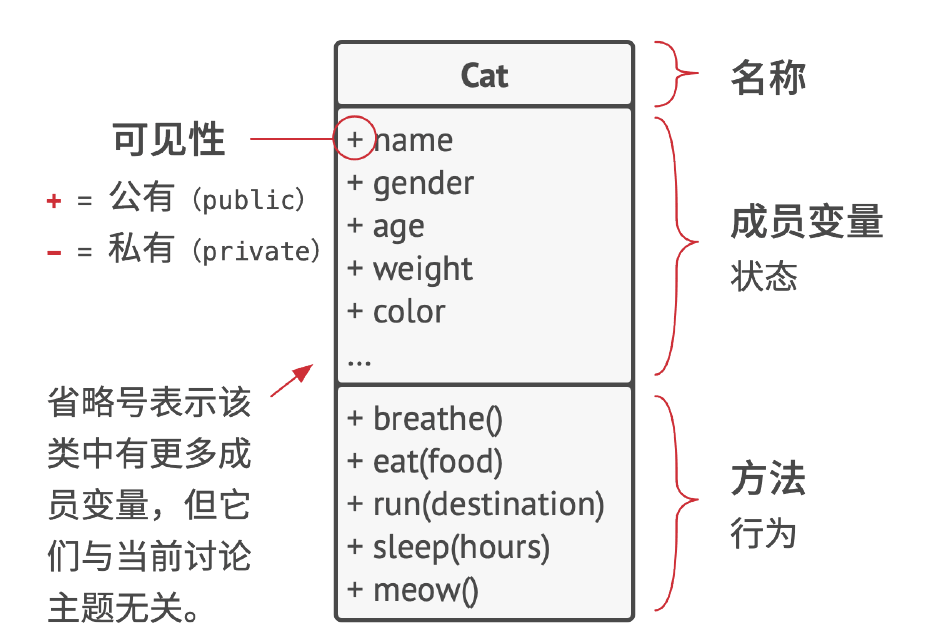 Cat
名称
可见性
+ = 公有（public）
– = 私有（private）
+ name
+ gender
+ age
+ weight
+ color
...
成员变量
状态
省略号表示该
类中有更多成
员变量，但它
们与当前讨论
主题无关。
+ breathe()
+ eat(food)
+ run(destination)
+ sleep(hours)
+ meow()
方法
行为